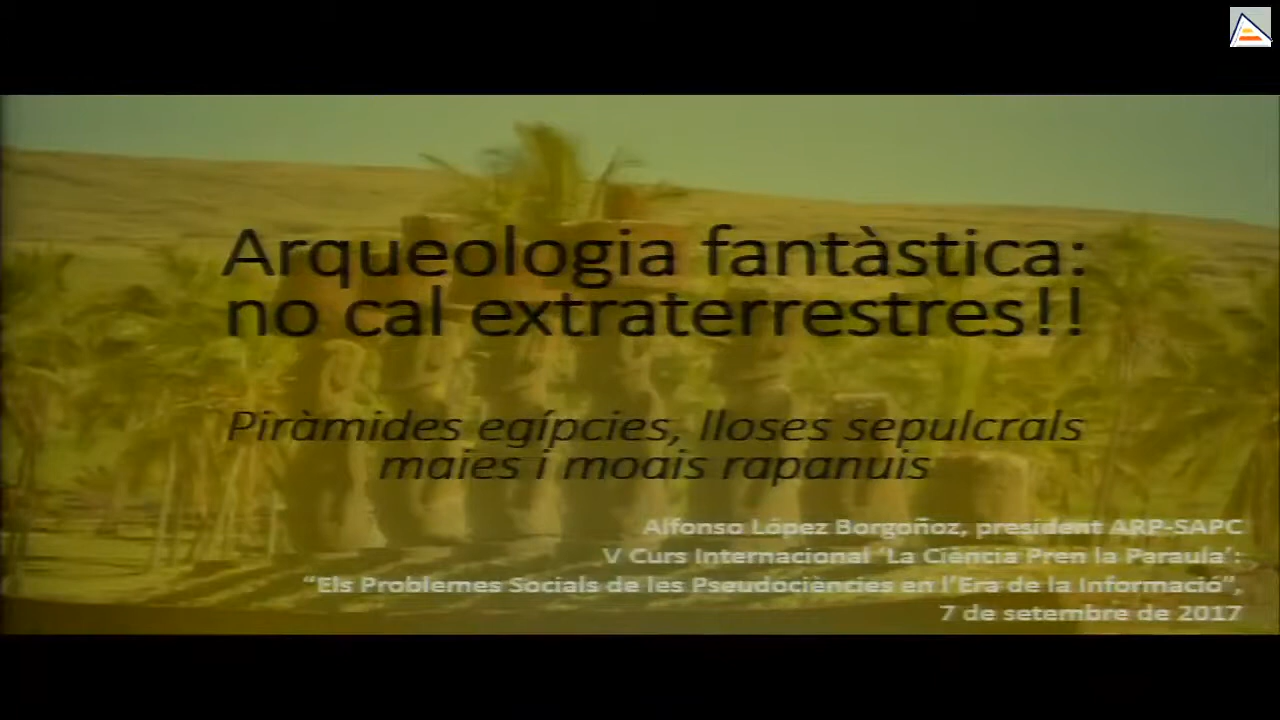 Arqueologia fantàstica:
no cal extraterrestres!!
Piràmides egípcies, lloses sepulcrals
maies i moais rapanuis
Alfonso López Borgoñoz, president ARP-SAPC
V Curs Internacional ‘La Ciència Pren la Paraula’:
“Els Problemes Socials de les Pseudociències en l’Era de la Informació”,
7 de setembre de 2017